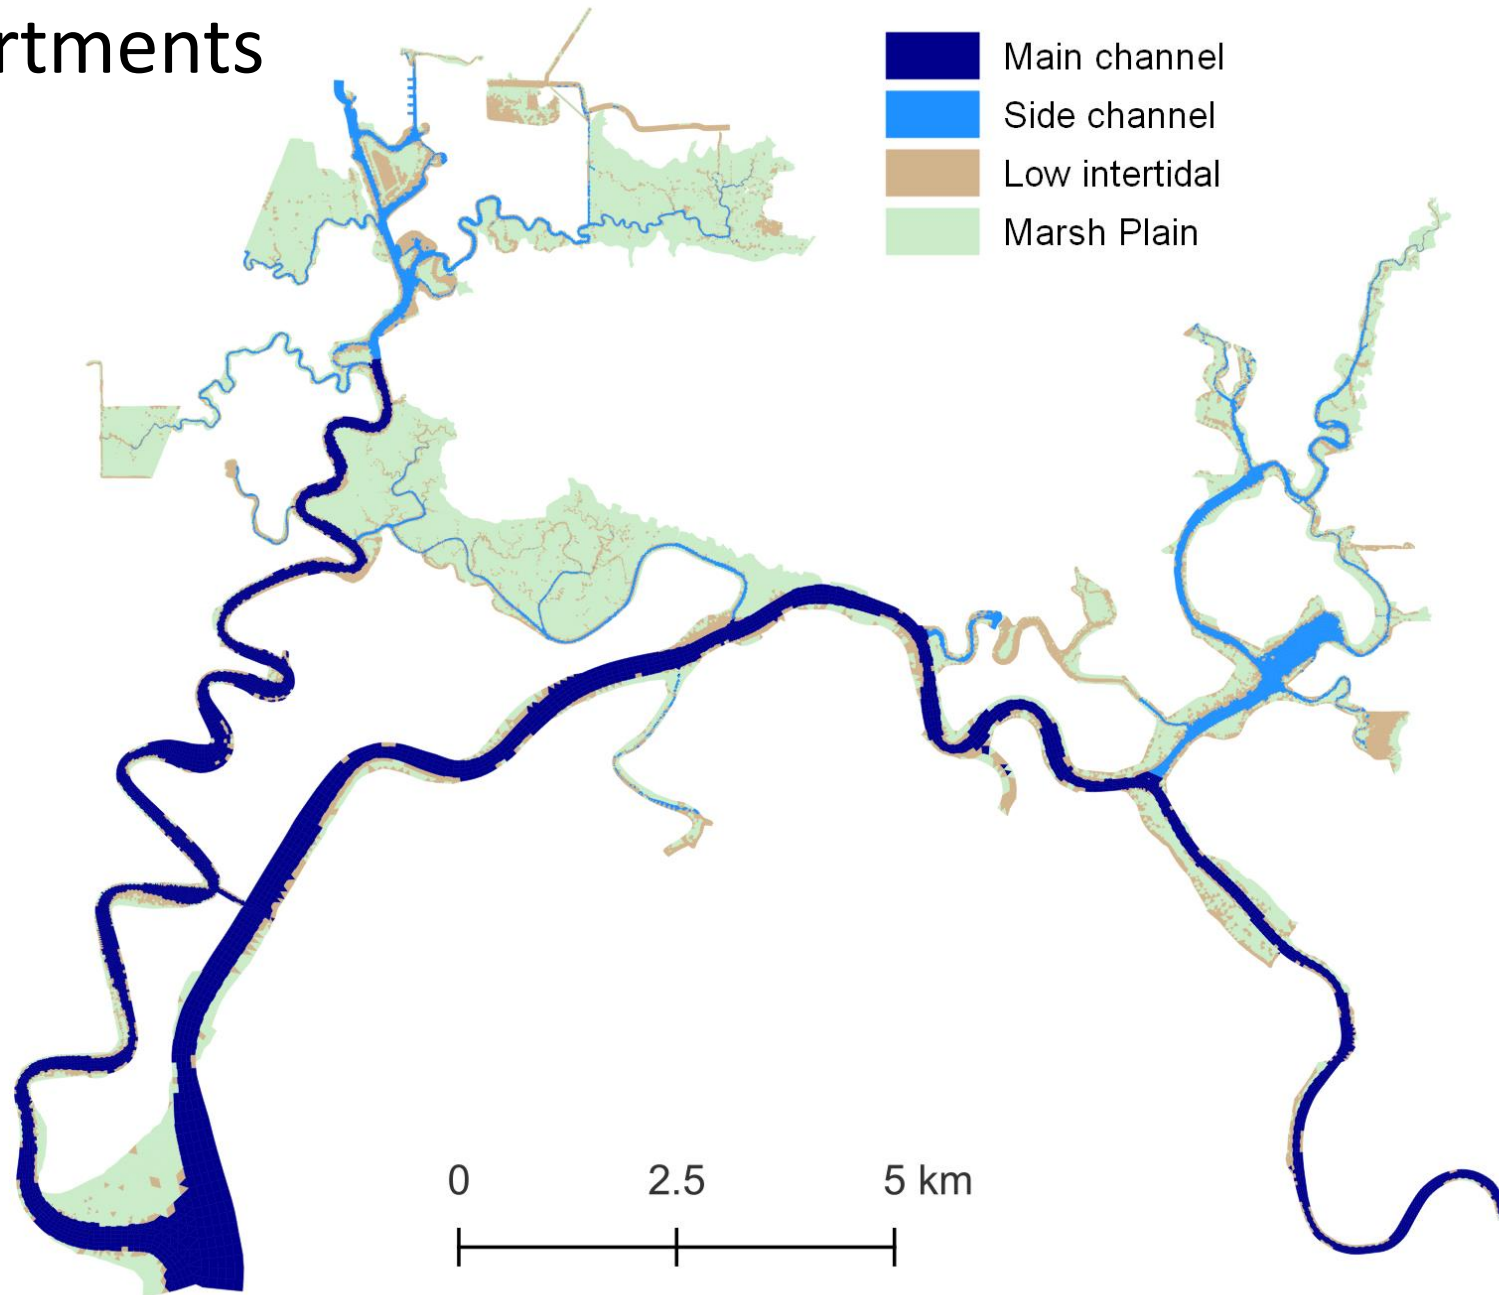 rtments
Main channel
Side channel
Low intertidal
Marsh Plain
0 2.5 5 km